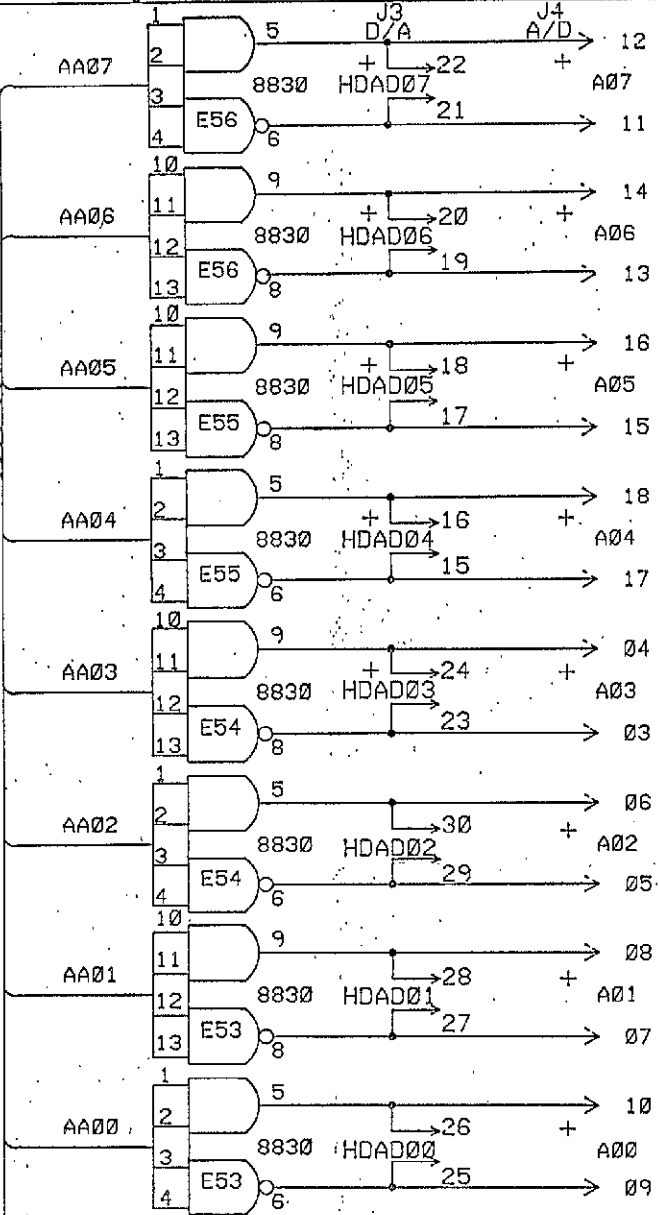 J3 J4
1 5 D/A A/D 12
2 + 22 +
AA07 8830 HDAD07 A07
3 21
E56
4 6 11
10 9 14
11 + 20 +
AA06 8830 HDAD06 A06
12 19
E56
13 8 13
10 9 16
11 + 18 +
AA05 8830 HDAD05 A05
12 17
E55
13 8 15
1 5 18
2 + 16 +
AA04 8830 HDAD04 A04
3 15
E55
4 6 17
10 9 04
11 + 24 +
AA03 8830 HDAD03 A03
12 23
E54
13 8 03
1 5 06
2 30 +
AA02 8830 HDAD02 A02
3 29
E54
4 6 05
10 9 08
11 28 +
AA01 8830 HDAD01 A01
12 27
E53
13 8 07
1 5 10
2 26 +
AA00 8830 HDAD00 A00
3 25
E53
4 6 09